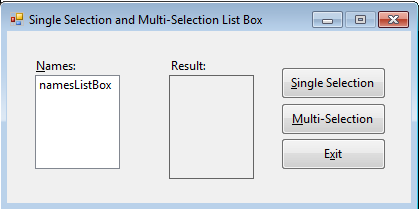 Single Selection and Multi-Selection List Box
Names:
Result:
namesListBox
Single Selection
Multi-Selection
Exit